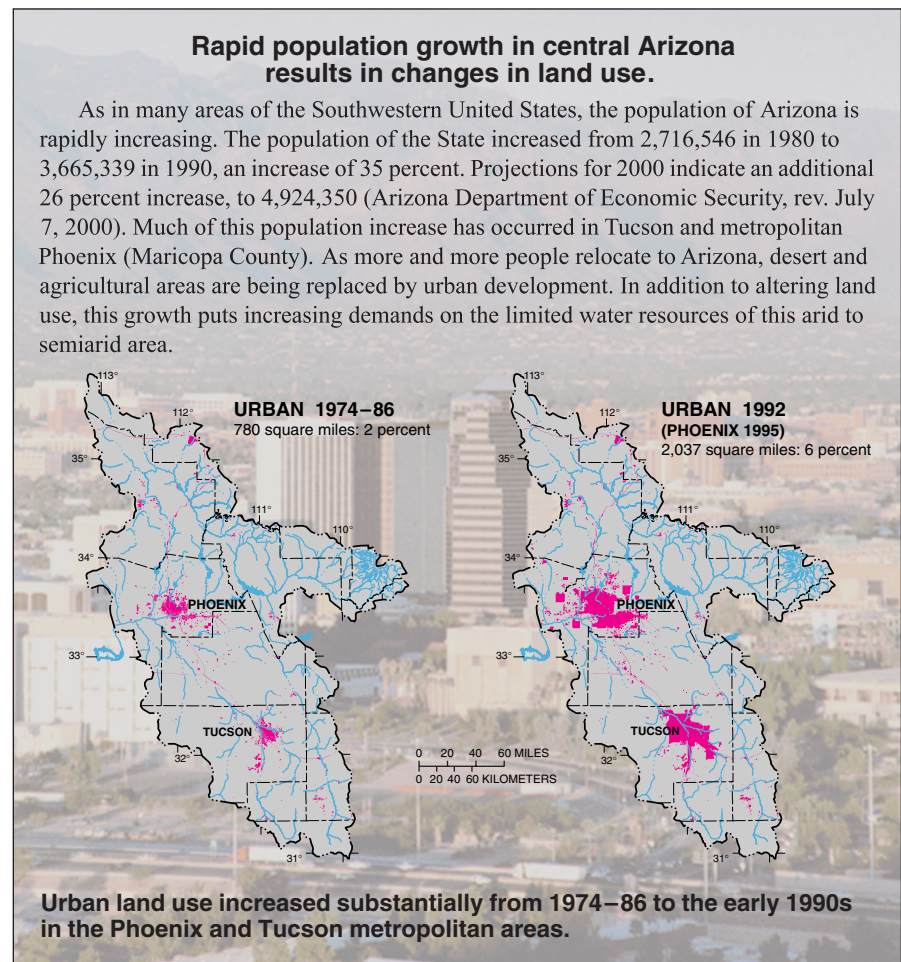 Rapid population growth in central Arizona
results in changes in land use.
As in many areas of the Southwestern United States, the population of Arizona is
rapidly increasing. The population of the State increased from 2,716,546 in 1980 to
3,665,339 in 1990, an increase of 35 percent. Projections for 2000 indicate an additional
26 percent increase, to 4,924,350 (Arizona Department of Economic Security, rev. July
7, 2000). Much of this population increase has occurred in Tucson and metropolitan
Phoenix (Maricopa County). As more and more people relocate to Arizona, desert and
agricultural areas are being replaced by urban development. In addition to altering land
use, this growth puts increasing demands on the limited water resources of this arid to
semiarid area.
113°
112°
URBAN 1974–86
780 square miles: 2 percent
35°
111°
110°
34°
PHOENIX
33°
TUCSON
32°
31°
0 20 40 60 MILES
0 20 40 60 KILOMETERS
113°
112°
URBAN 1992
(PHOENIX 1995)
2,037 square miles: 6 percent
35°
111°
110°
34°
PHOENIX
33°
TUCSON
32°
31°
Urban land use increased substantially from 1974–86 to the early 1990s
in the Phoenix and Tucson metropolitan areas.